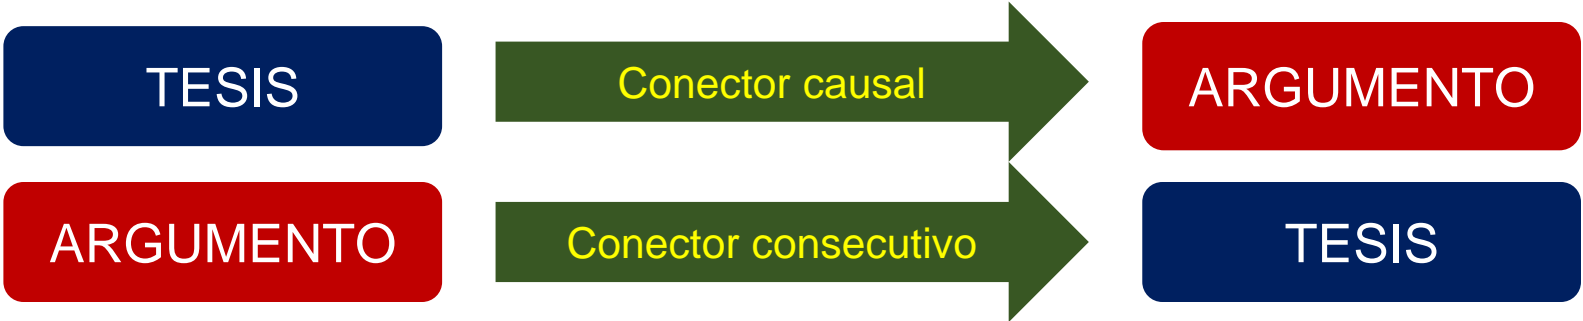 TESIS
Conector causal
ARGUMENTO
ARGUMENTO
Conector consecutivo
TESIS